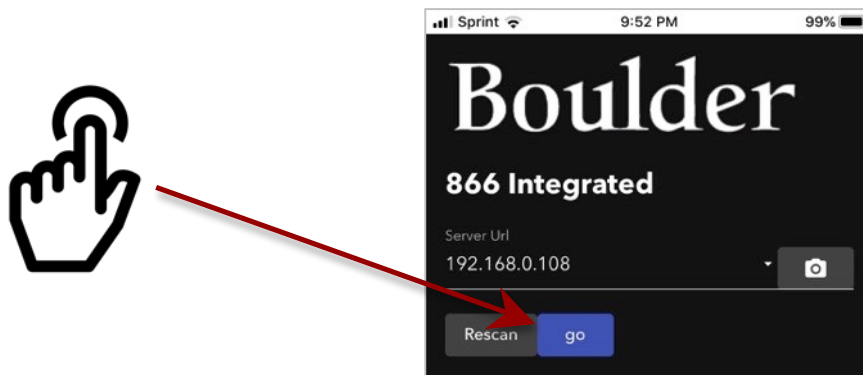 Sprint 9:52 PM 99%
Boulder
866 Integrated
Server Url
192.168.0.108
Rescan go